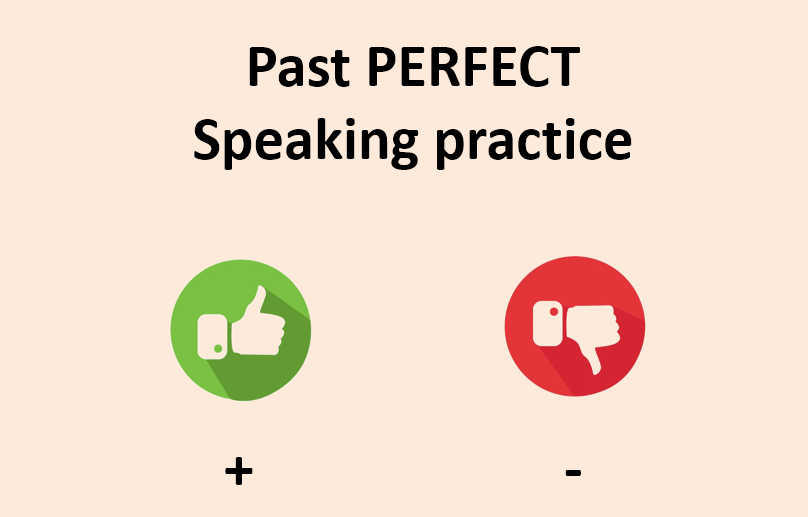 Past PERFECT
Speaking practice
+ -